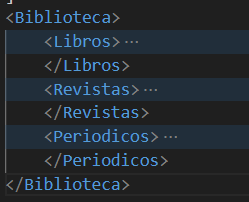 ]
<Biblioteca>
<Libros>...
</Libros>
<Revistas>...
</Revistas>
<Periodicos>...
</Periodicos>
</Biblioteca>